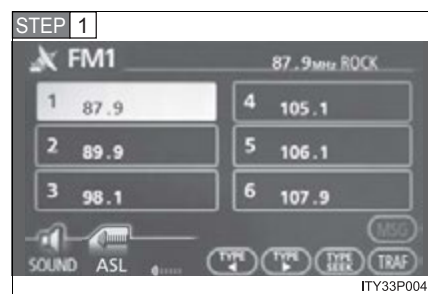 STEP 1
FM1 87.9MHz ROCK
1 87.9 4 105.1
2 89.9 5 106.1
3 98.1 6 107.9
MSG
SOUND ASL TYPE TYPE TYPE SEEK TRAF
ITY33P004